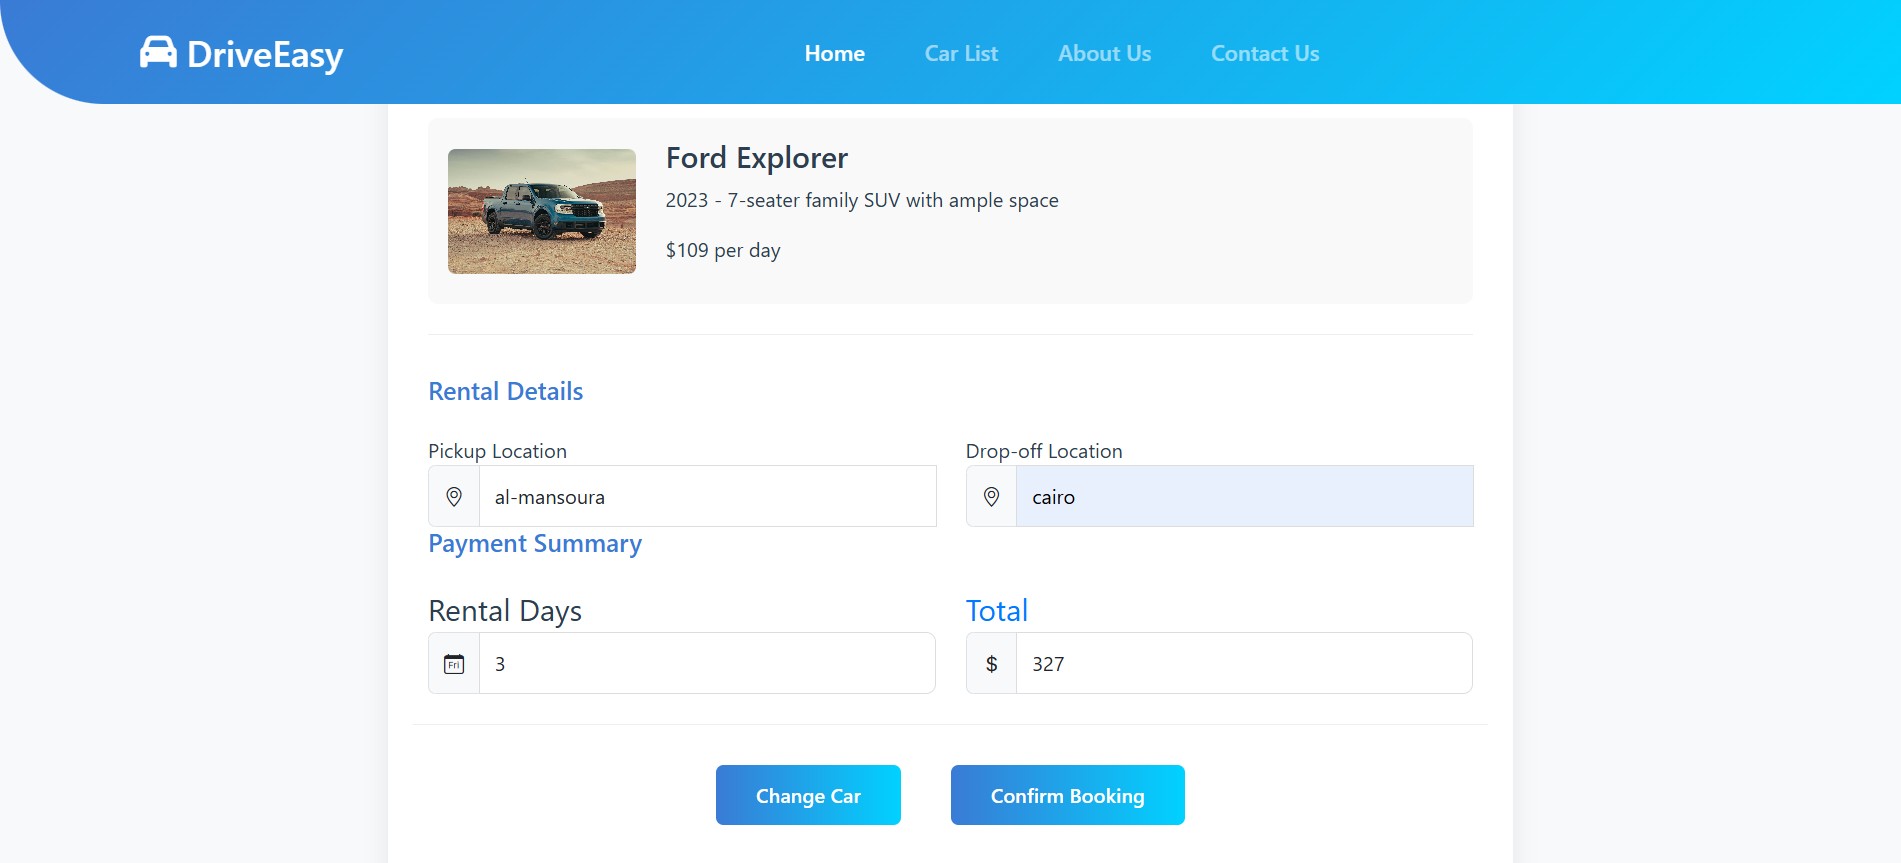 DriveEasy
Home
Car List
About Us
Contact Us
Ford Explorer
2023 - 7-seater family SUV with ample space
$109 per day
Rental Details
Pickup Location
Drop-off Location
al-mansoura
cairo
Payment Summary
Rental Days
Total
Fri
3
$
327
Change Car
Confirm Booking